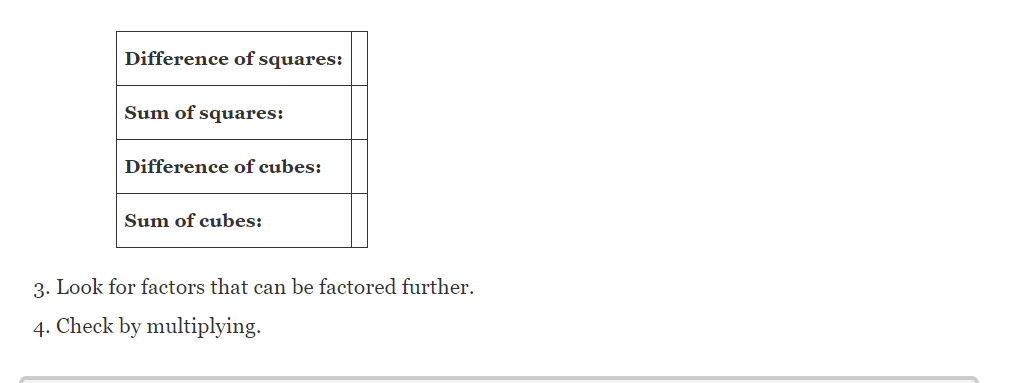 Difference of squares:
Sum of squares:
Difference of cubes:
Sum of cubes:
3. Look for factors that can be factored further.
4. Check by multiplying.